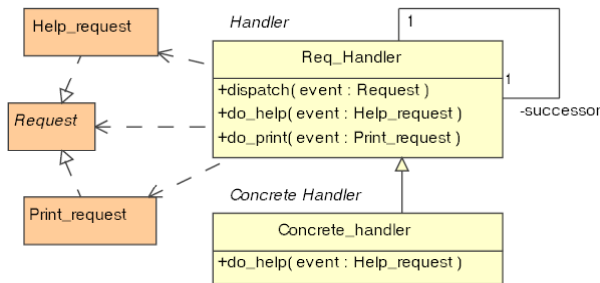 Handler
Help_request
1
Req_Handler
Request
+dispatch( event : Request )
1
+do_help( event : Help_request )
-successor
+do_print( event : Print_request )
Concrete Handler
Print_request
Concrete_handler
+do_help( event : Help_request )